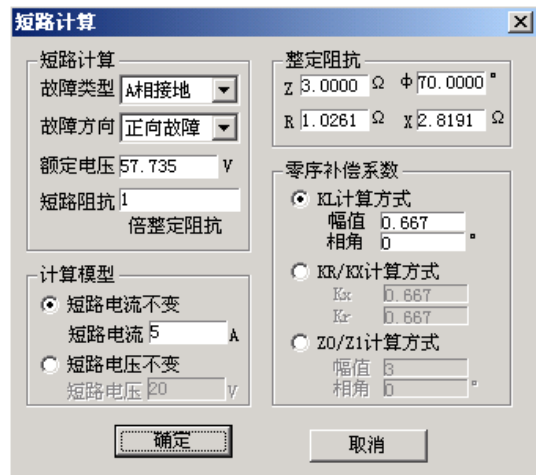 短路计算
短路计算
故障类型 A相接地
故障方向 正向故障
额定电压 57.735 V
短路阻抗 1
倍整定阻抗
计算模型
短路电流不变
短路电流 5 A
短路电压不变
短路电压 20 V
整定阻抗
Z 3.0000 Ω Φ 70.0000 °
R 1.0261 Ω X 2.8191 Ω
零序补偿系数
KL计算方式
幅值 0.667
相角 0 °
KR/KX计算方式
Kx 0.667
Kr 0.667
Z0/Z1计算方式
幅值 3
相角 0 °
确定
取消